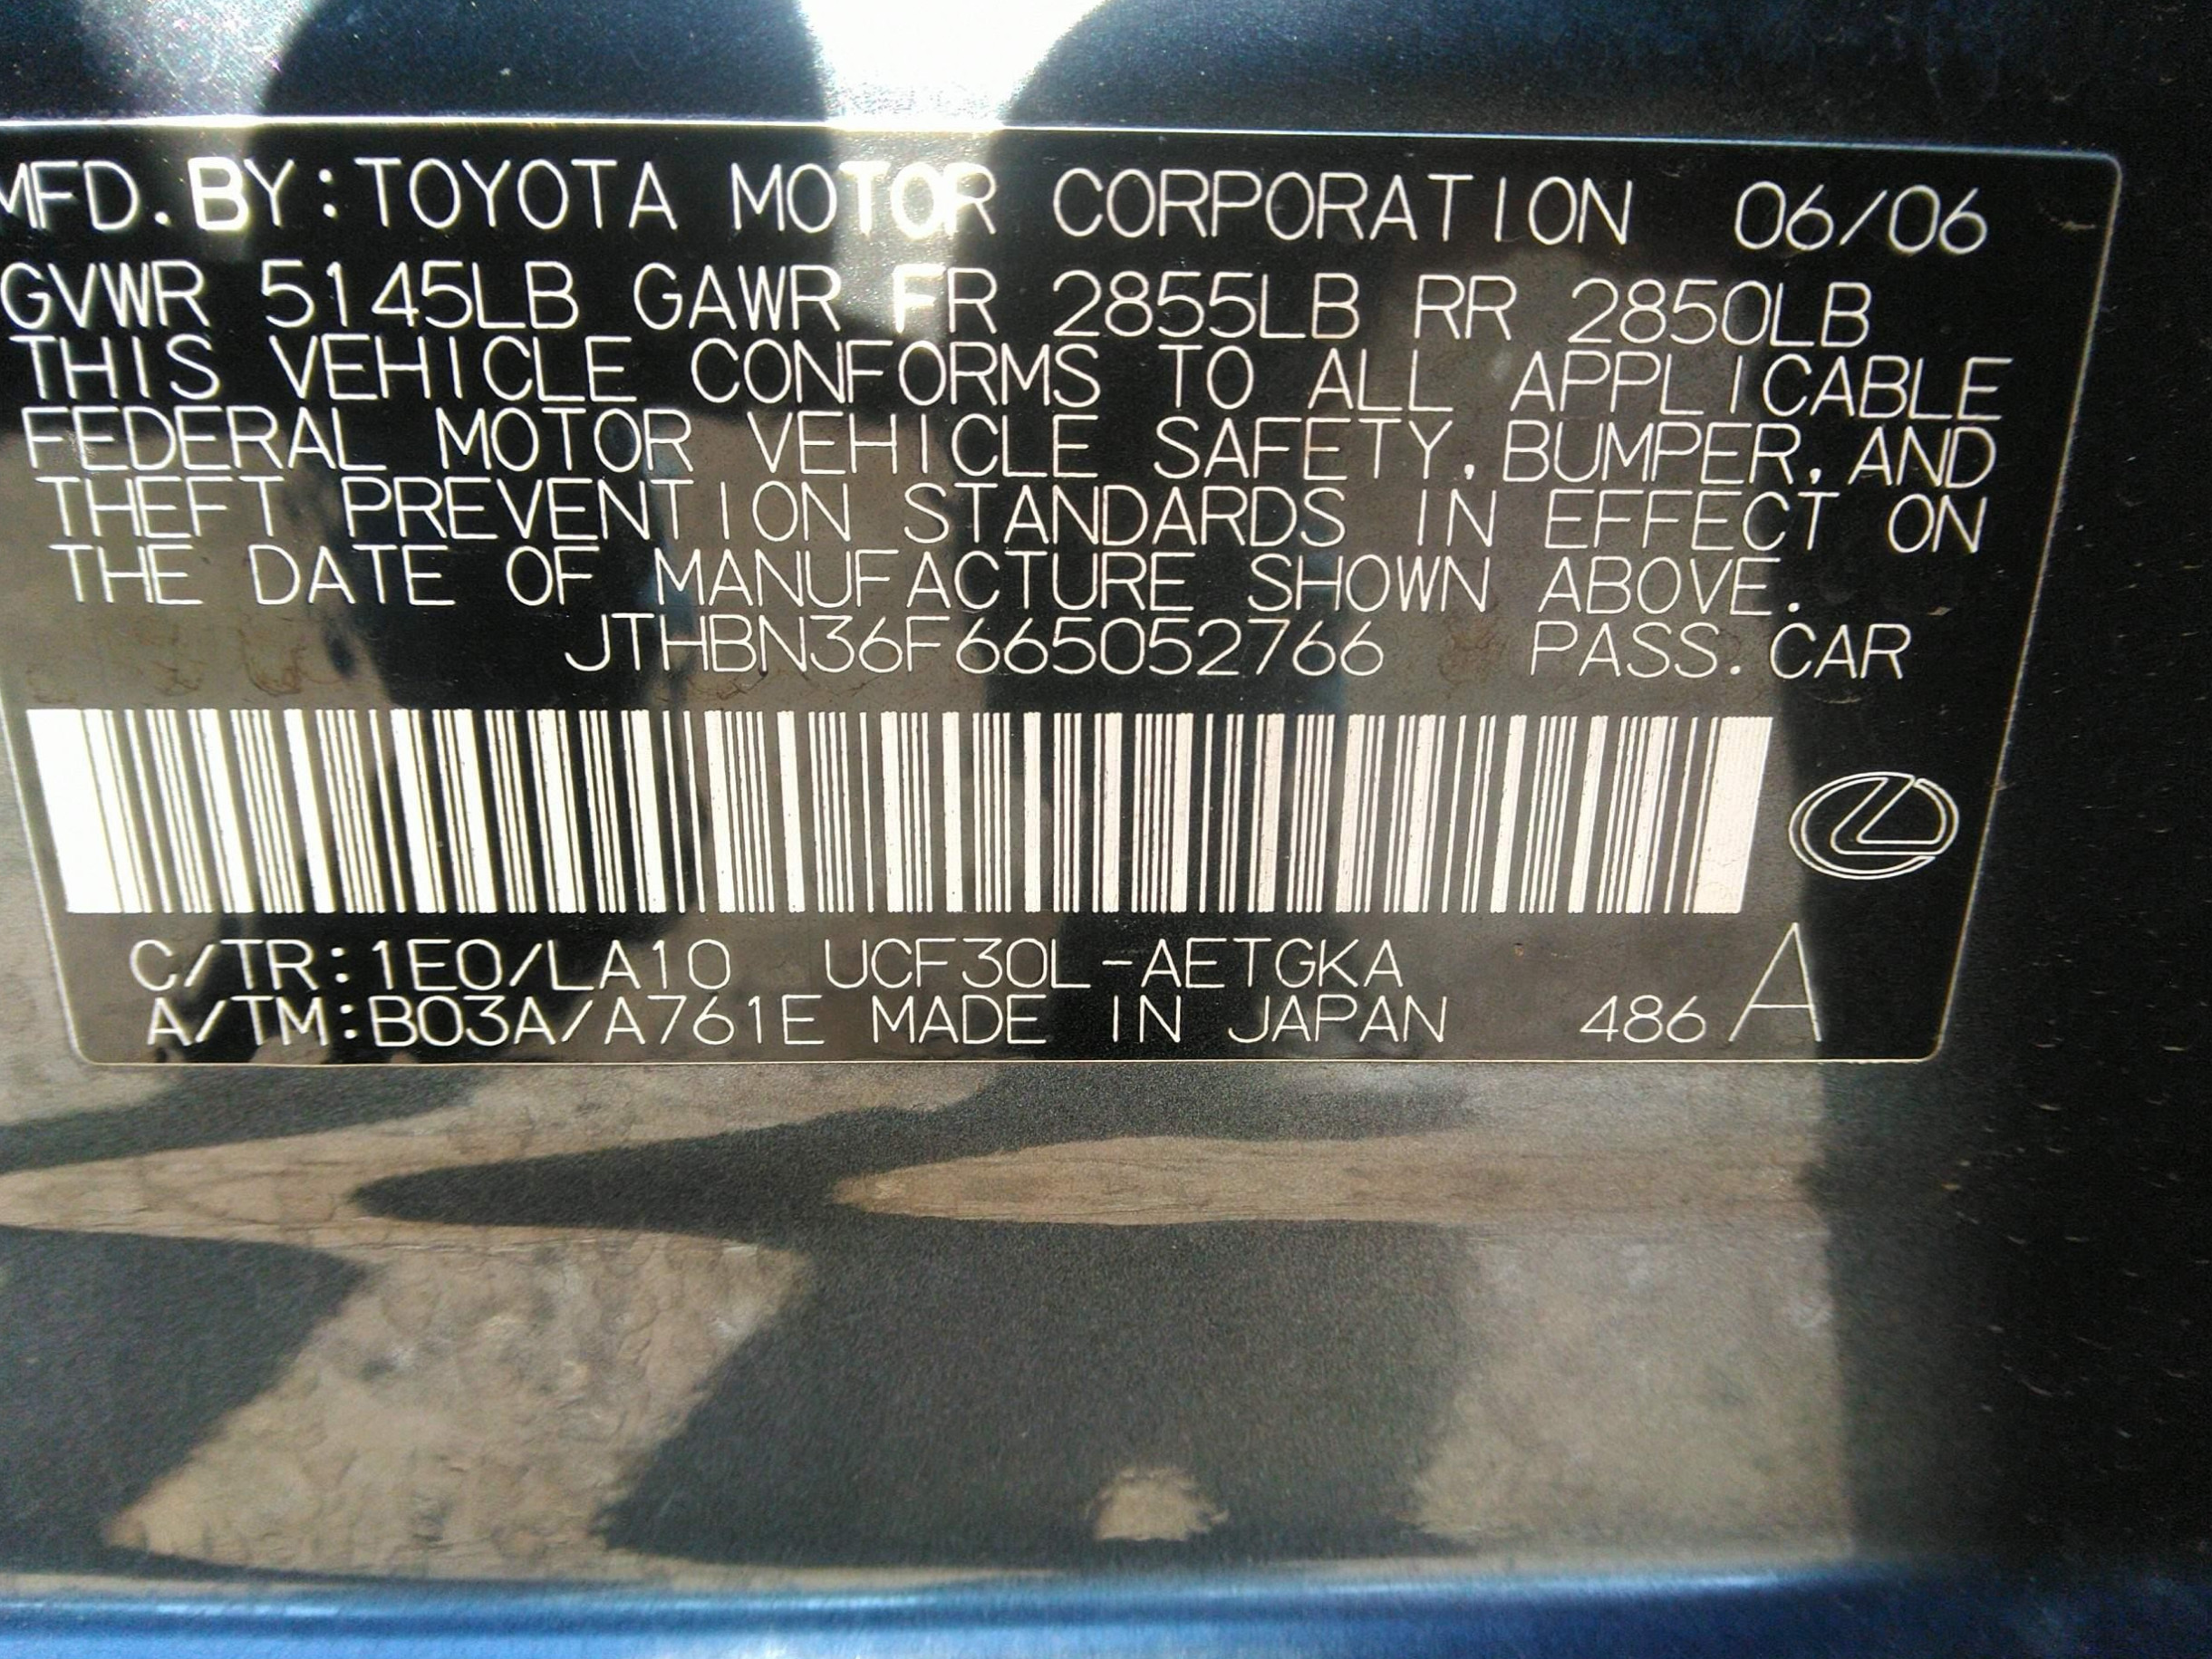 MFD. BY: TOYOTA MOTOR CORPORATION 06/06
GVWR 5145LB GAWR FR 2855LB RR 2850LB
THIS VEHICLE CONFORMS TO ALL APPLICABLE
FEDERAL MOTOR VEHICLE SAFETY, BUMPER, AND
THEFT PREVENTION STANDARDS IN EFFECT ON
THE DATE OF MANUFACTURE SHOWN ABOVE.
JTHBN36F665052766 PASS. CAR
C/TR: 1E0/LA10 UCF30L-AETGKA
A/TM: B03A/A761E MADE IN JAPAN 486 A